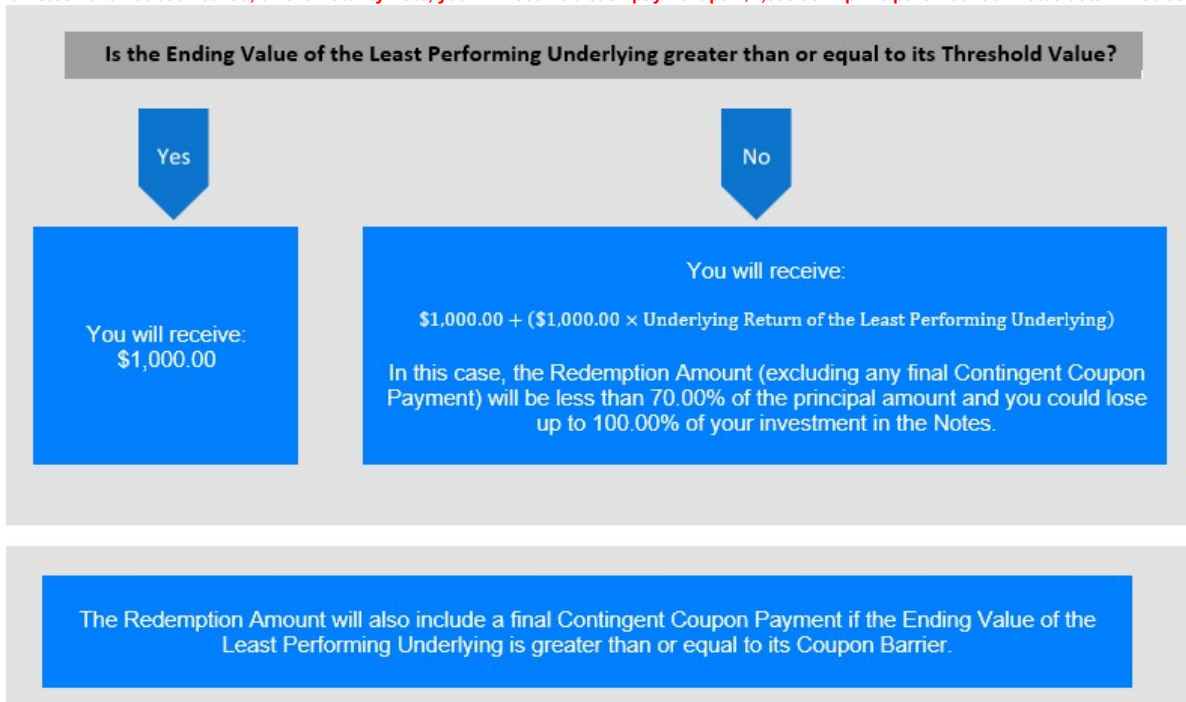 Is the Ending Value of the Least Performing Underlying greater than or equal to its Threshold Value?
Yes
No
You will receive:
$1,000.00
You will receive:
$1,000.00 + ($1,000.00 × Underlying Return of the Least Performing Underlying)
In this case, the Redemption Amount (excluding any final Contingent Coupon
Payment) will be less than 70.00% of the principal amount and you could lose
up to 100.00% of your investment in the Notes.
The Redemption Amount will also include a final Contingent Coupon Payment if the Ending Value of the
Least Performing Underlying is greater than or equal to its Coupon Barrier.